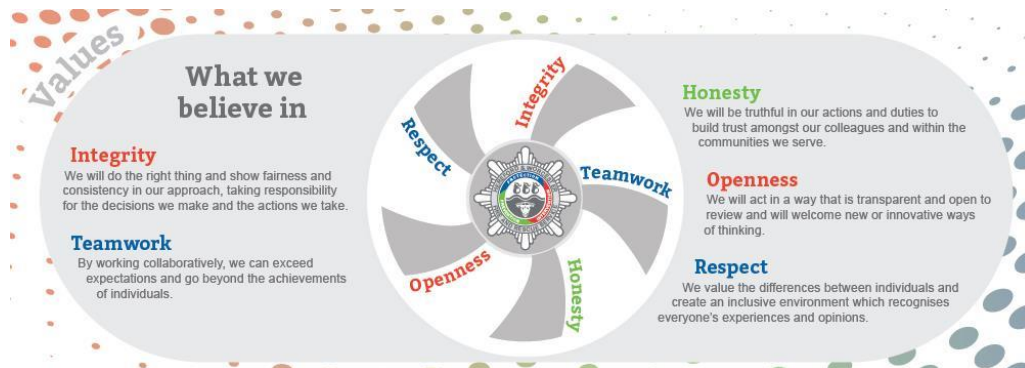 Values
What we
believe in
Integrity
We will do the right thing and show fairness and
consistency in our approach, taking responsibility
for the decisions we make and the actions we take.
Teamwork
By working collaboratively, we can exceed
expectations and go beyond the achievements
of individuals.
Integrity
Respect
Teamwork
Openness
Honesty
Honesty
We will be truthful in our actions and duties to
build trust amongst our colleagues and within the
communities we serve.
Openness
We will act in a way that is transparent and open to
review and will welcome new or innovative ways
of thinking.
Respect
We value the differences between individuals and
create an inclusive environment which recognises
everyone's experiences and opinions.